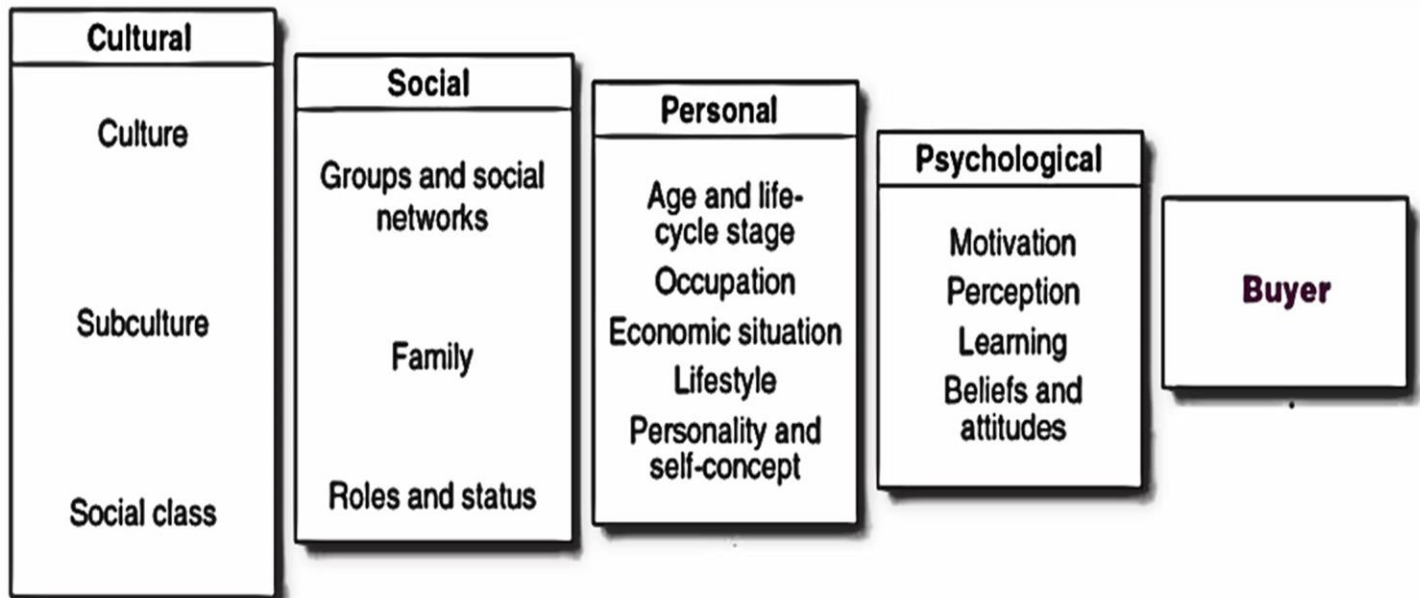 Cultural
Culture
Subculture
Social class
Social
Groups and social
networks
Family
Roles and status
Personal
Age and life-
cycle stage
Occupation
Economic situation
Lifestyle
Personality and
self-concept
Psychological
Motivation
Perception
Learning
Beliefs and
attitudes
Buyer